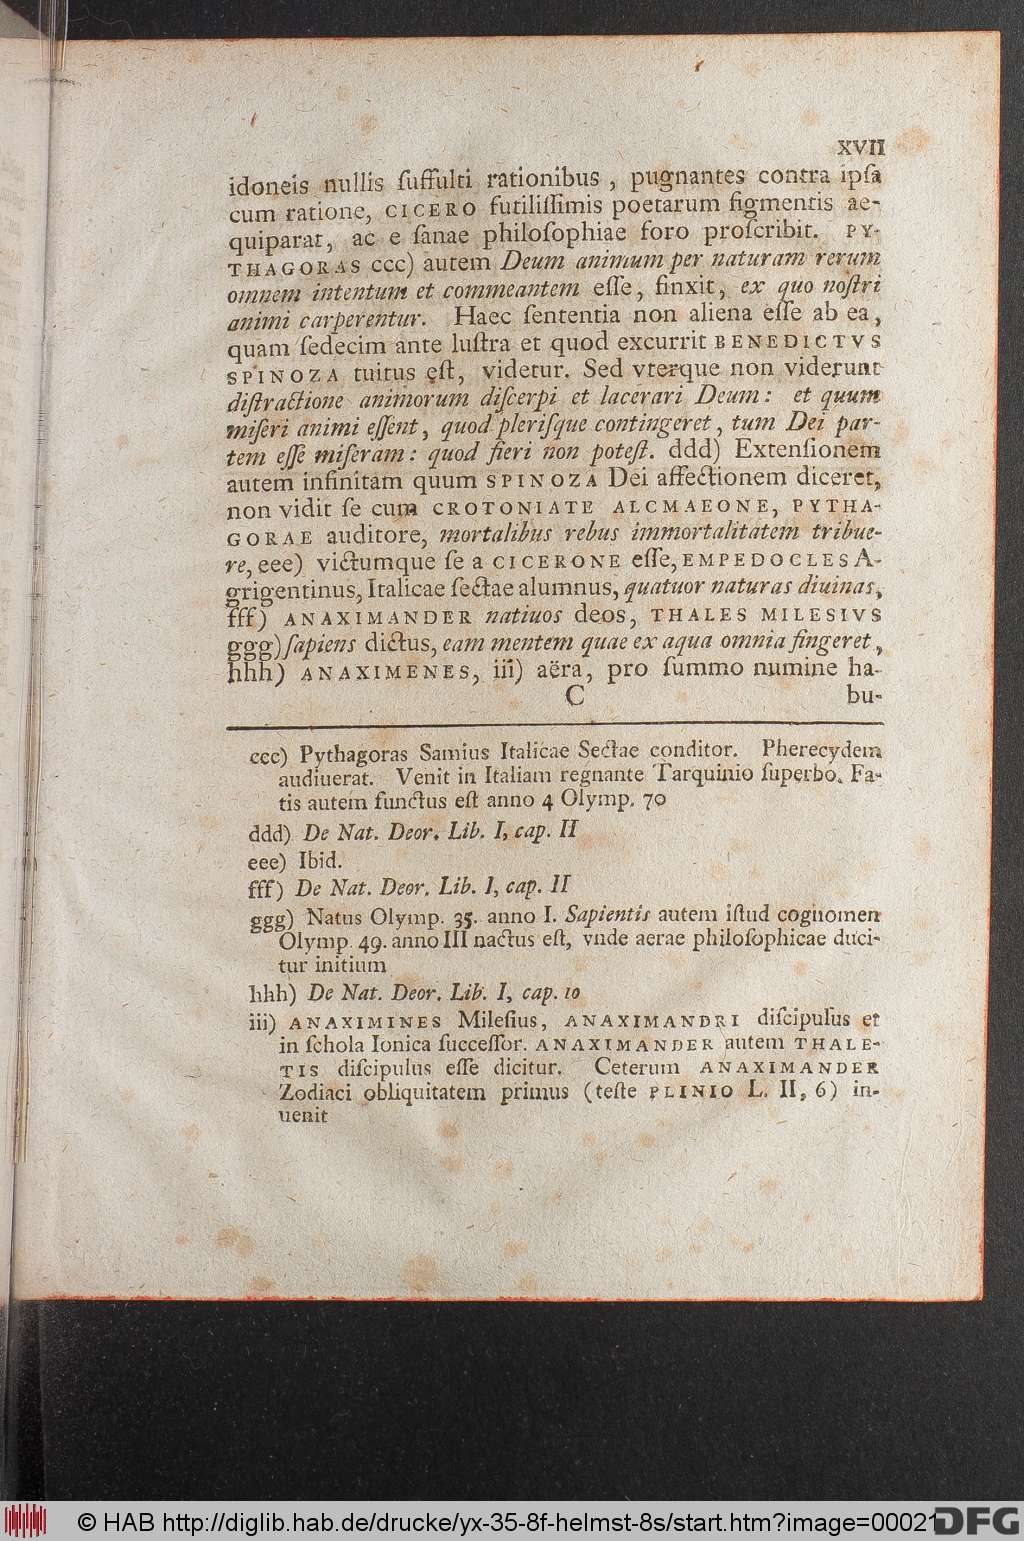 XVII
idoneis nullis ſuffulti rationibus, pugnantes contra ipſa
cum ratione, CICERO futiliſſimis poetarum figmentis ae-
quiparat, ac e ſanae philoſophiae foro proſcribit. PY-
THAGORAS ccc) autem Deum animum per naturam rerum
omnem intentum et commeantem eſſe, finxit, ex quo noſtri
animi carperentur. Haec ſententia non aliena eſſe ab ea,
quam ſedecim ante luſtra et quod excurrit BENEDICTVS
SPINOZA tuitus eſt, videtur. Sed vterque non viderunt
diſtractione animorum diſcerpi et lacerari Deum: et quum
miſeri animi eſſent, quod pleriſque contingeret, tum Dei par-
tem eſſe miſeram: quod fieri non poteſt. ddd) Extenſionem
autem infinitam quum SPINOZA Dei affectionem diceret,
non vidit ſe cum CROTONIATE ALCMAEONE, PYTHA-
GORAE auditore, mortalibus rebus immortalitatem tribue-
re, eee) victumque ſe a CICERONE eſſe, EMPEDOCLES A-
grigentinus, Italicae ſectae alumnus, quatuor naturas diuinas,
fff) ANAXIMANDER natiuos deos, THALES MILESIVS
ggg) ſapiens dictus, eam mentem quae ex aqua omnia fingeret,
hhh) ANAXIMENES, iii) aëra, pro ſummo numine ha-
C bu-
ccc) Pythagoras Samius Italicae Sectae conditor. Pherecydem
audiuerat. Venit in Italiam regnante Tarquinio ſuperbo. Fa-
tis autem functus eſt anno 4 Olymp. 70
ddd) De Nat. Deor. Lib. I, cap. II
eee) Ibid.
fff) De Nat. Deor. Lib. I, cap. II
ggg) Natus Olymp. 35. anno I. Sapientis autem iſtud cognomen
Olymp. 49. anno III nactus eſt, vnde aerae philoſophicae duci-
tur initium
hhh) De Nat. Deor. Lib. I, cap. 10
iii) ANAXIMINES Mileſius, ANAXIMANDRI diſcipulus et
in ſchola Ionica ſucceſſor. ANAXIMANDER autem THALE-
TIS diſcipulus eſſe dicitur. Ceterum ANAXIMANDER
Zodiaci obliquitatem primus (teſte PLINIO L. II, 6) in-
uenit
© HAB http://diglib.hab.de/drucke/yx-35-8f-helmst-8s/start.htm?image=00021
DFG